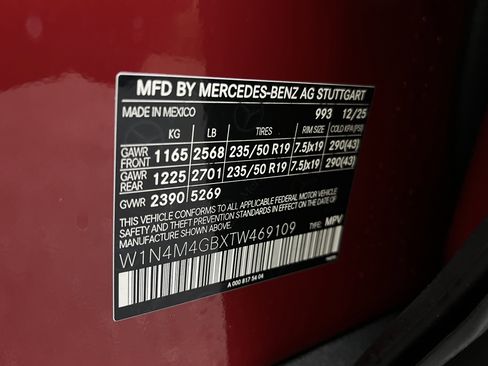 MFD BY MERCEDES-BENZ AG STUTTGART
MADE IN MEXICO 993 12/25
KG LB TIRES RIM SIZE COLD KPA (PSI)
GAWR FRONT 1165 2568 235/50 R19 7.5Jx19 290(43)
GAWR REAR 1225 2701 235/50 R19 7.5Jx19 290(43)
GVWR 2390 5269
THIS VEHICLE CONFORMS TO ALL APPLICABLE FEDERAL MOTOR VEHICLE
SAFETY AND THEFT PREVENTION STANDARDS IN EFFECT ON THE DATE OF
MANUFACTURE SHOWN ABOVE.
W1N4M4GBXTW469109 TYPE: MPV
A 000 817 54 04